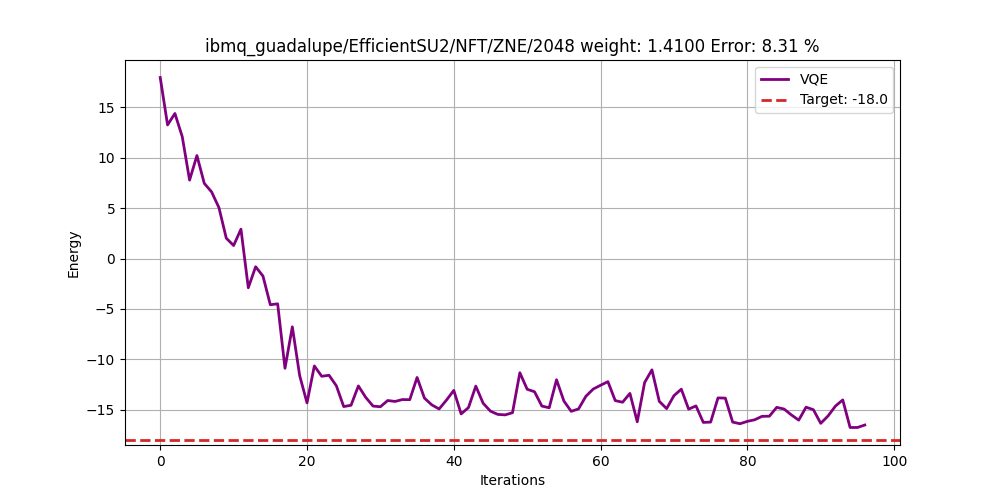 ibmq_guadalupe/EfficientSU2/NFT/ZNE/2048 weight: 1.4100 Error: 8.31 %
VQE
Target: -18.0
15
10
5
0
−5
−10
−15
Energy
0 20 40 60 80 100
Iterations